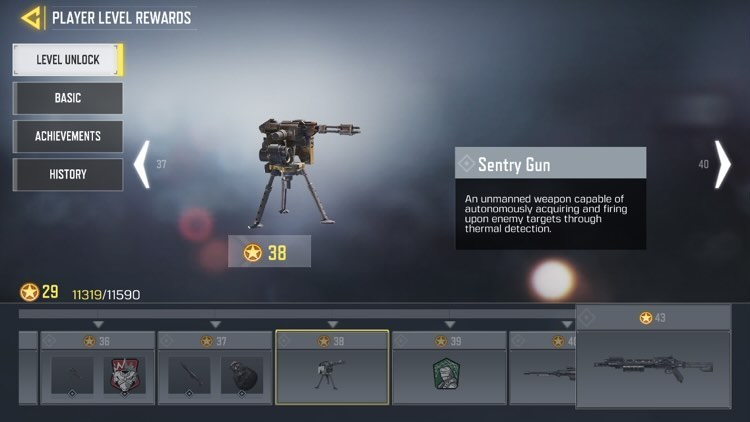 PLAYER LEVEL REWARDS
LEVEL UNLOCK
BASIC
ACHIEVEMENTS
HISTORY
37
40
Sentry Gun
An unmanned weapon capable of
autonomously acquiring and firing
upon enemy targets through
thermal detection.
38
29 11319/11590
36
37
38
39
40
43